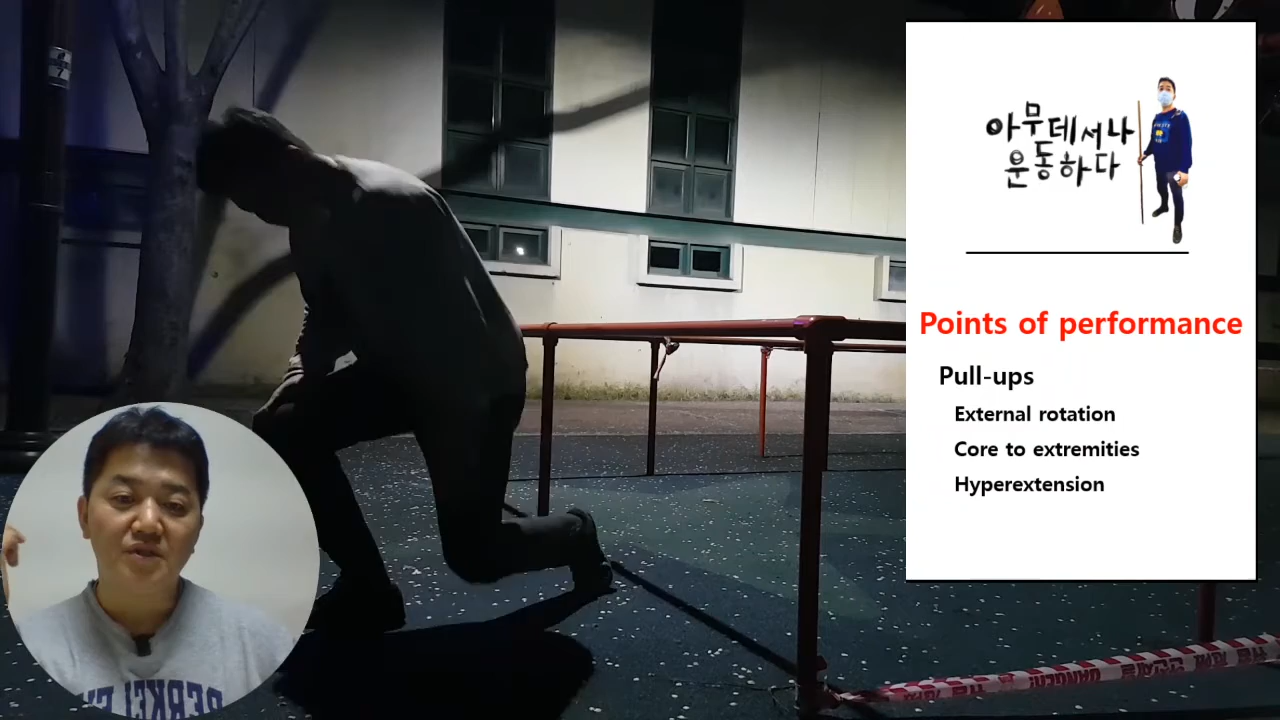 아무데서나
운동하다
Points of performance
Pull-ups
External rotation
Core to extremities
Hyperextension